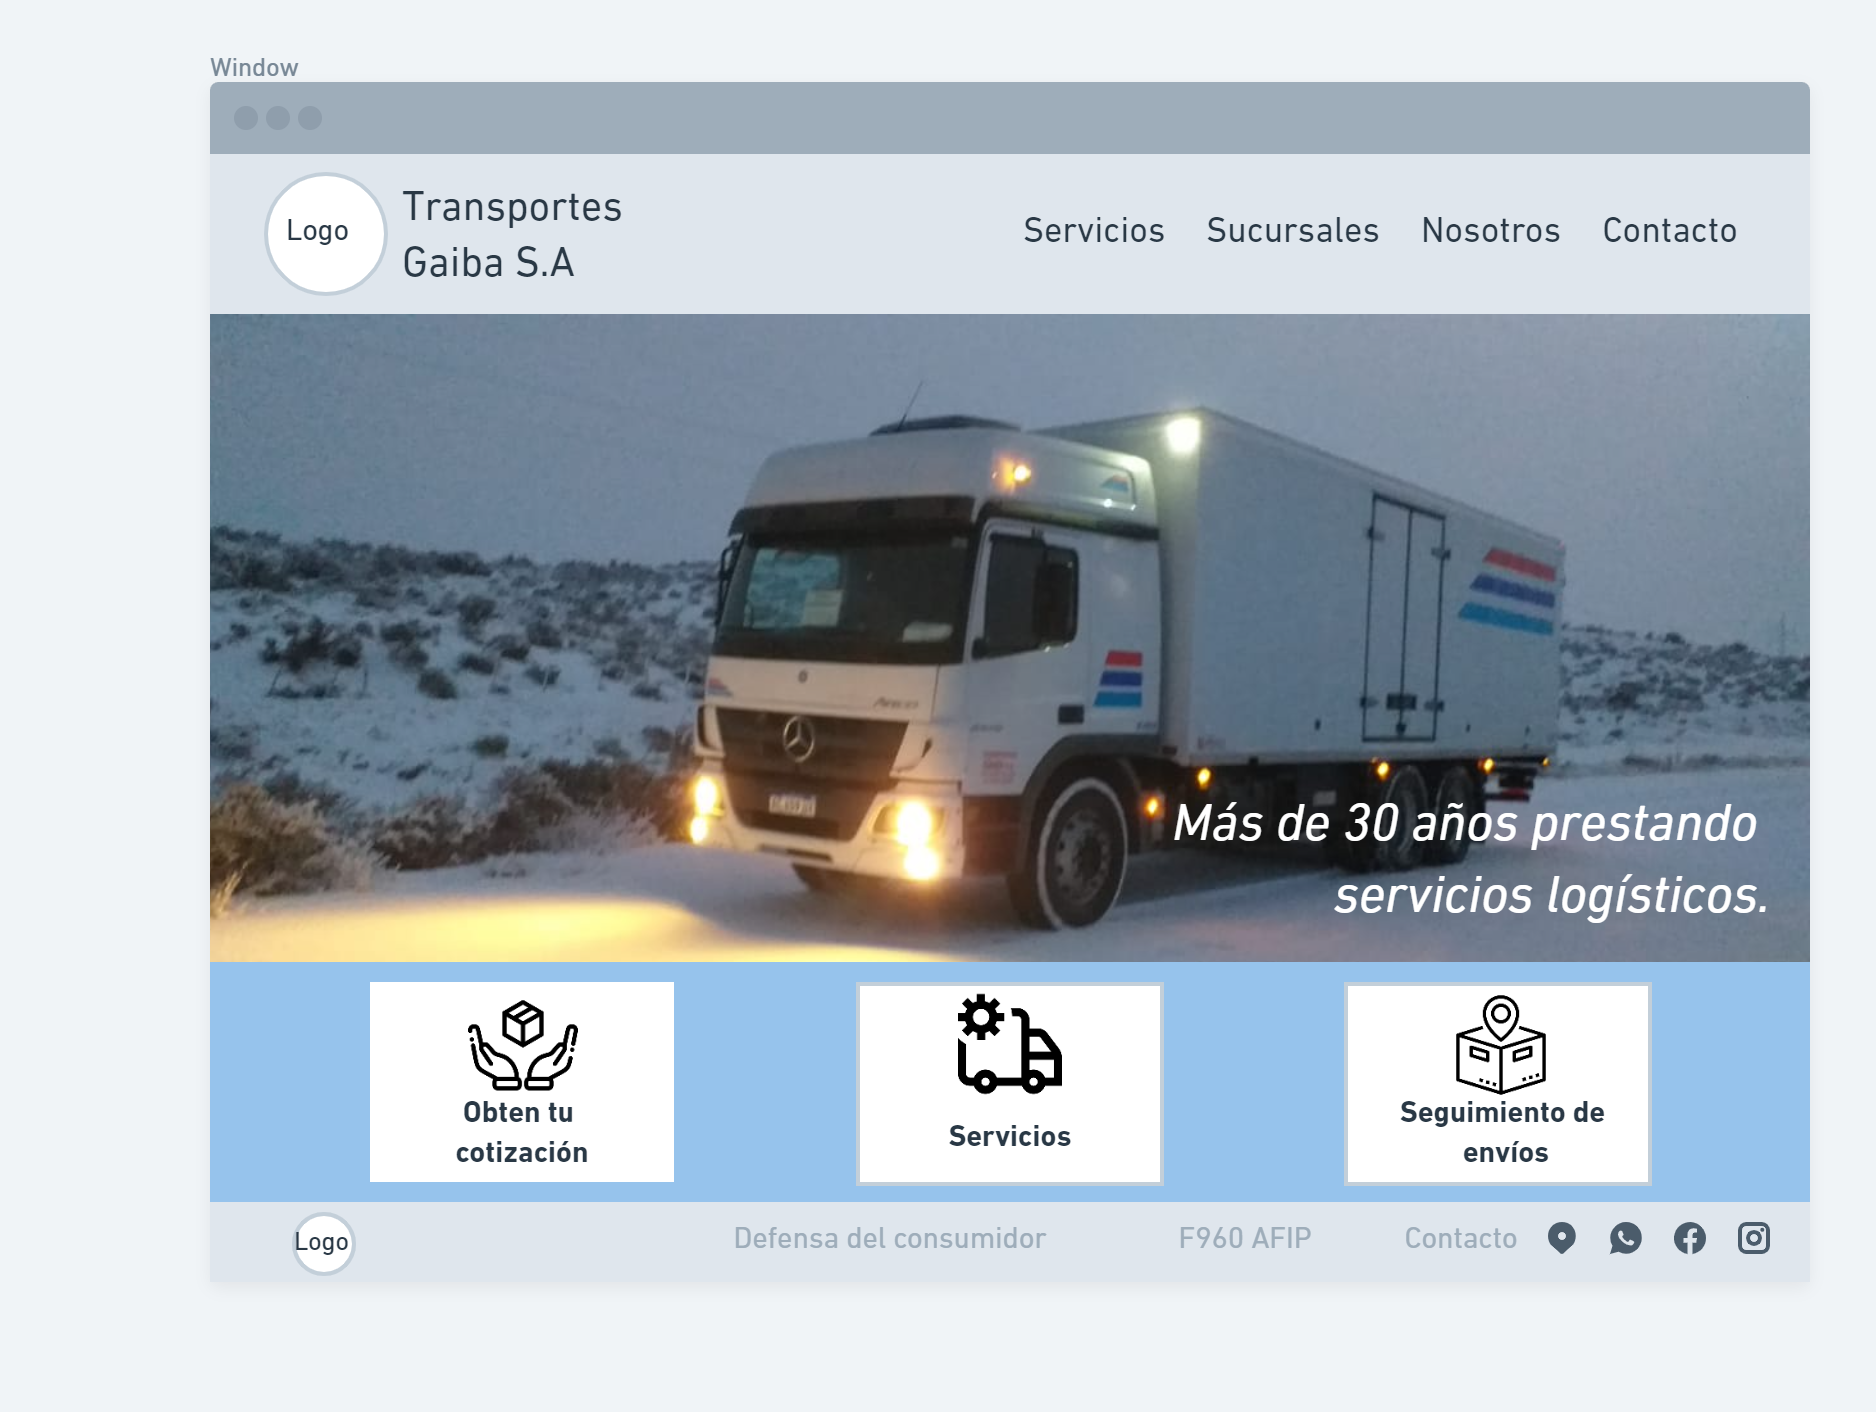 Window
Logo
Transportes
Gaiba S.A
Servicios
Sucursales
Nosotros
Contacto
Más de 30 años prestando
servicios logísticos.
Obten tu
cotización
Servicios
Seguimiento de
envíos
Logo
Defensa del consumidor
F960 AFIP
Contacto